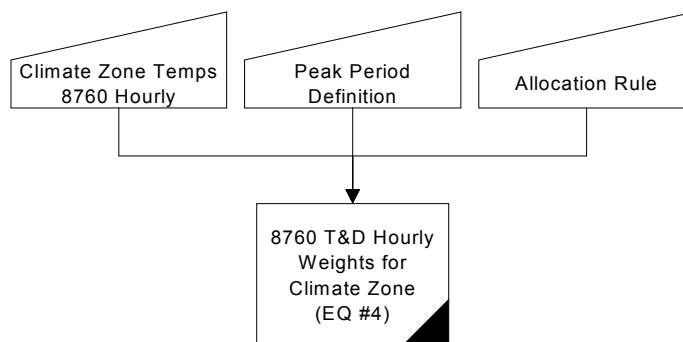 Climate Zone Temps
8760 Hourly
Peak Period
Definition
Allocation Rule
8760 T&D Hourly
Weights for
Climate Zone
(EQ #4)